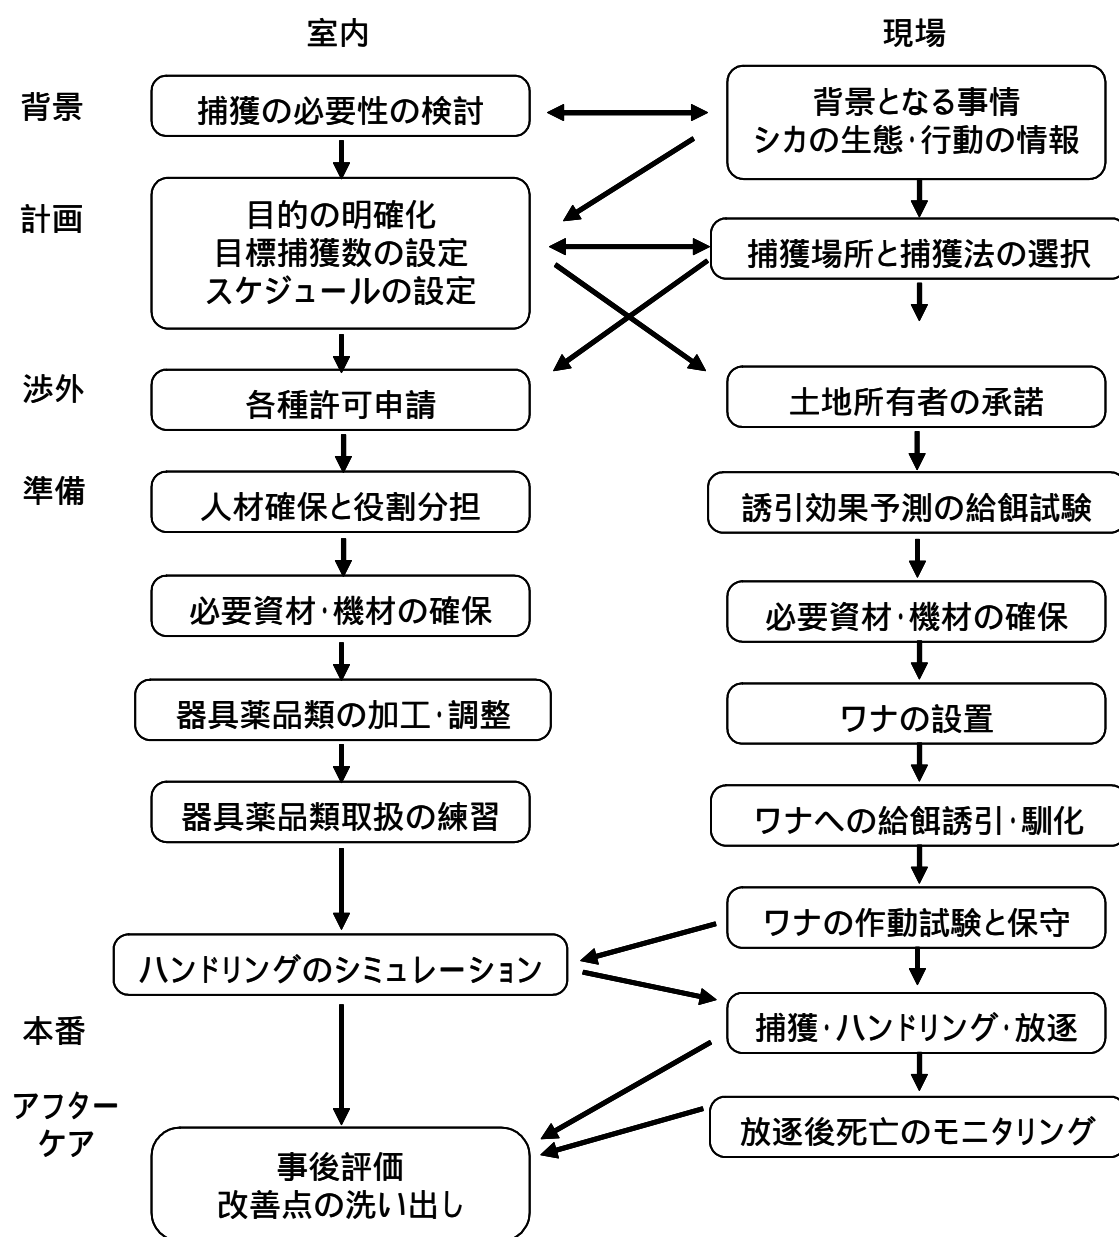 室内
現場
背景
捕獲の必要性の検討
背景となる事情
シカの生態・行動の情報
計画
目的の明確化
目標捕獲数の設定
スケジュールの設定
捕獲場所と捕獲法の選択
渉外
各種許可申請
土地所有者の承諾
準備
人材確保と役割分担
誘引効果予測の給餌試験
必要資材・機材の確保
必要資材・機材の確保
器具薬品類の加工・調整
ワナの設置
器具薬品類取扱の練習
ワナへの給餌誘引・馴化
ワナの作動試験と保守
ハンドリングのシミュレーション
本番
捕獲・ハンドリング・放逐
アフター
ケア
放逐後死亡のモニタリング
事後評価
改善点の洗い出し